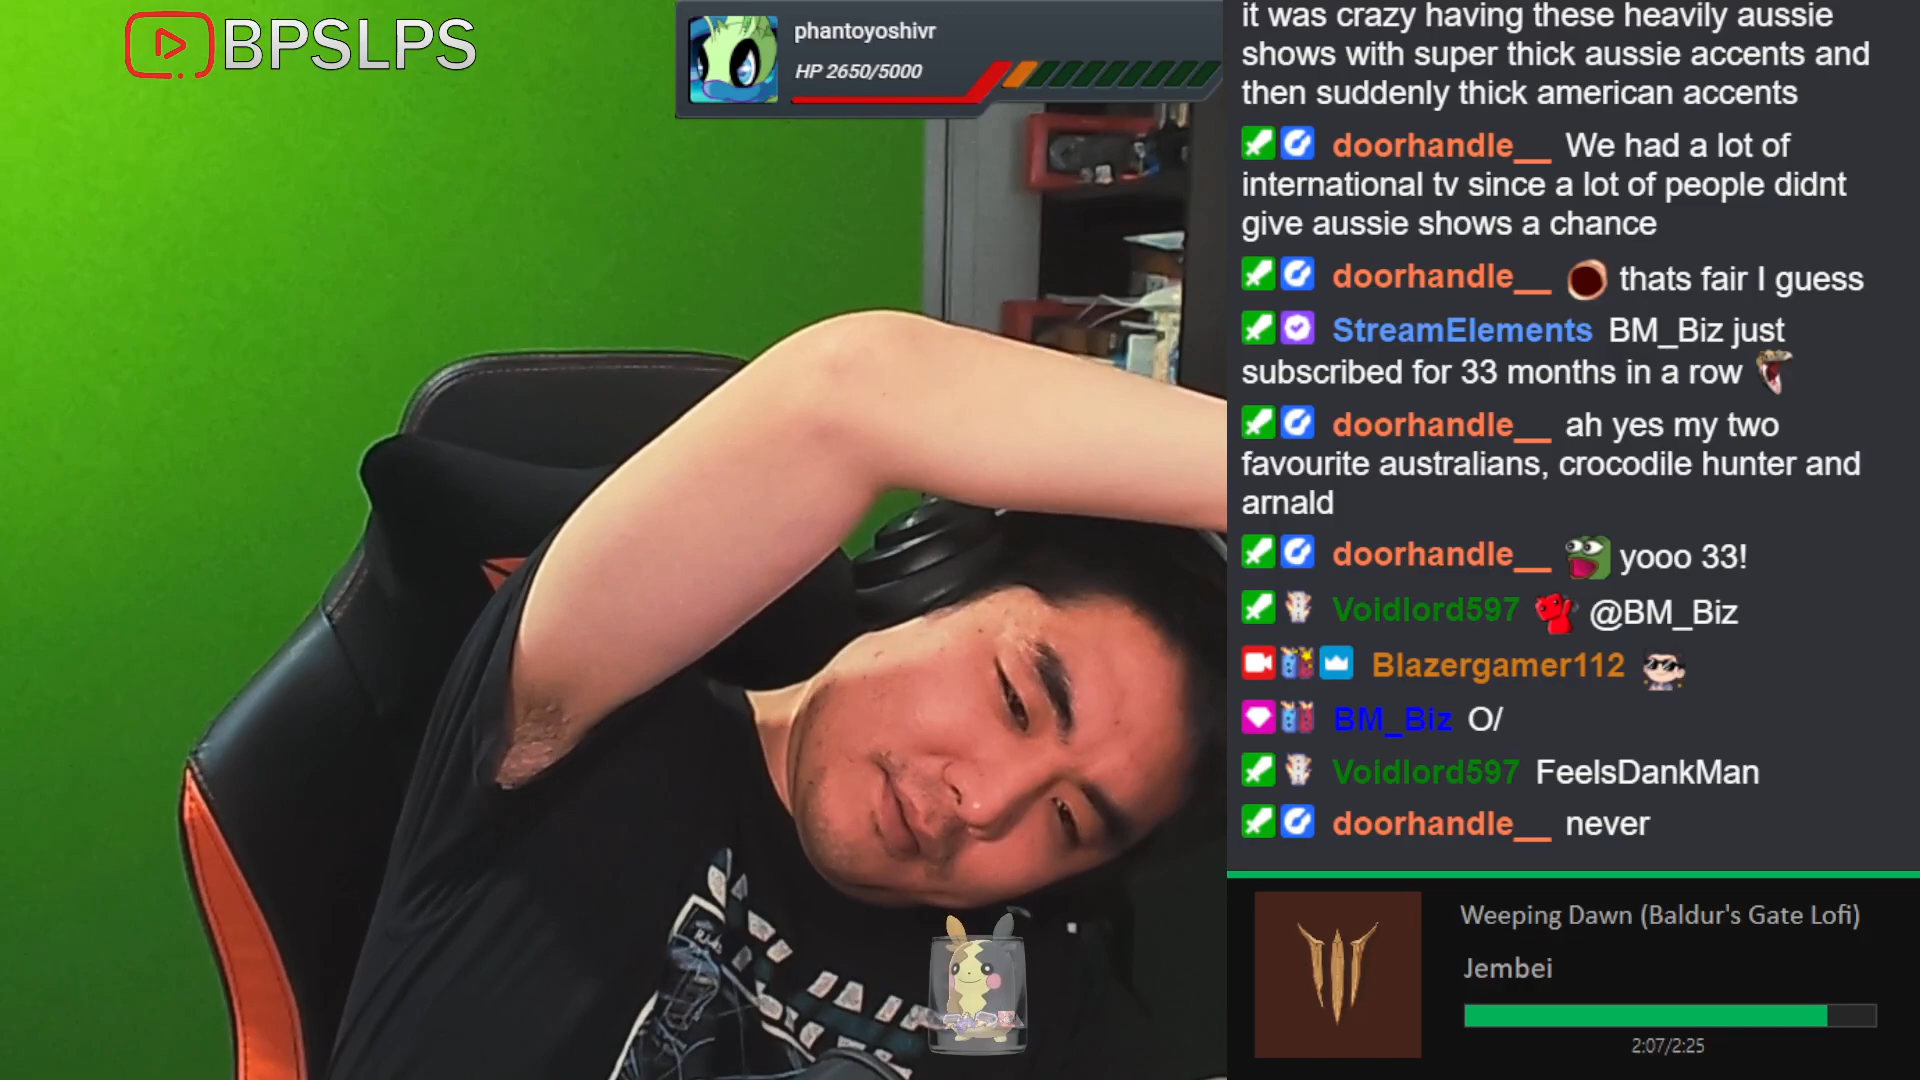 BPSLPS
phantoyoshivr
HP 2650/5000
it was crazy having these heavily aussie
shows with super thick aussie accents and
then suddenly thick american accents
doorhandle__ We had a lot of
international tv since a lot of people didnt
give aussie shows a chance
doorhandle__ thats fair I guess
StreamElements BM_Biz just
subscribed for 33 months in a row
doorhandle__ ah yes my two
favourite australians, crocodile hunter and
arnald
doorhandle__ yooo 33!
Voidlord597 @BM_Biz
Blazergamer112
BM_Biz O/
Voidlord597 FeelsDankMan
doorhandle__ never
Weeping Dawn (Baldur's Gate Lofi)
Jembei
2:07/2:25